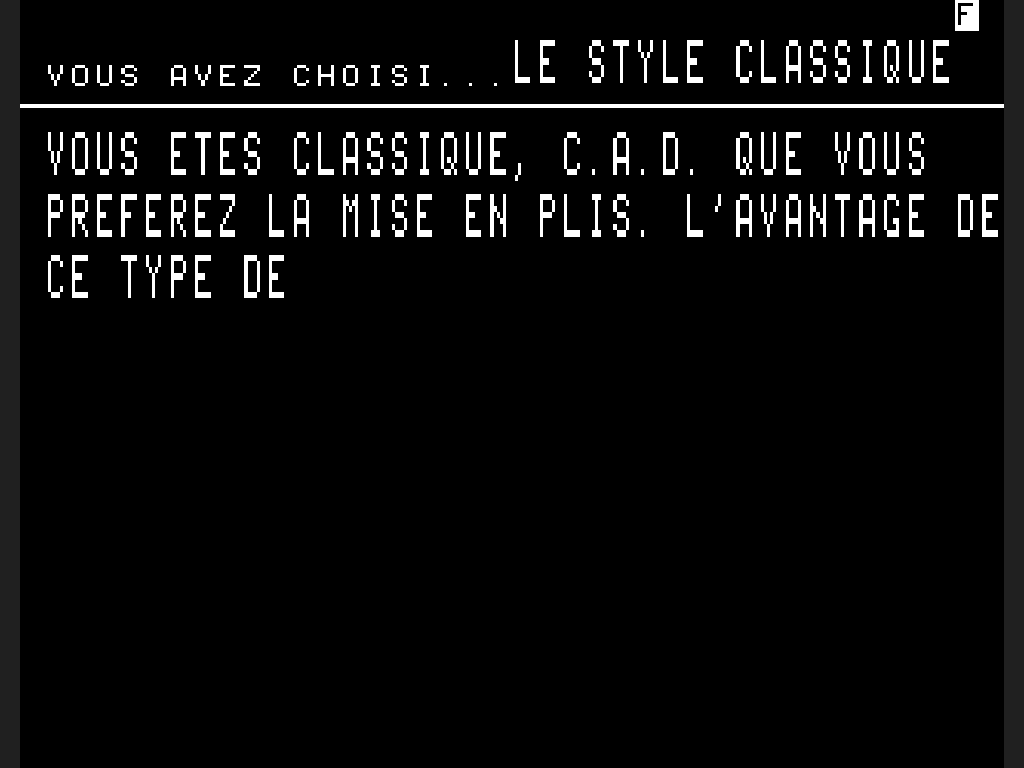 F
VOUS AVEZ CHOISI...LE STYLE CLASSIQUE
VOUS ETES CLASSIQUE, C.A.D. QUE VOUS
PREFEREZ LA MISE EN PLIS. L'AVANTAGE DE
CE TYPE DE